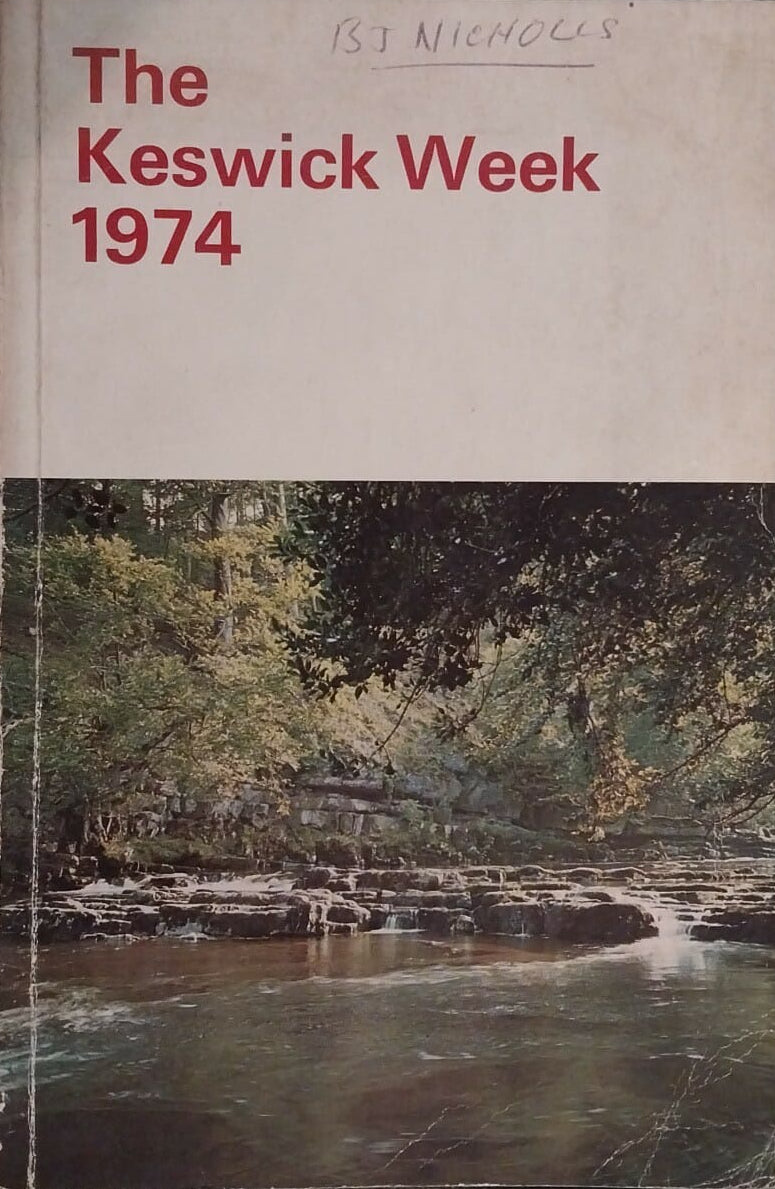 BJ NICHOLLS
The
Keswick Week
1974